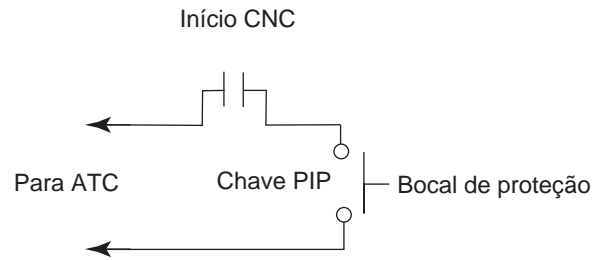 Início CNC
Para ATC
Chave PIP
Bocal de proteção